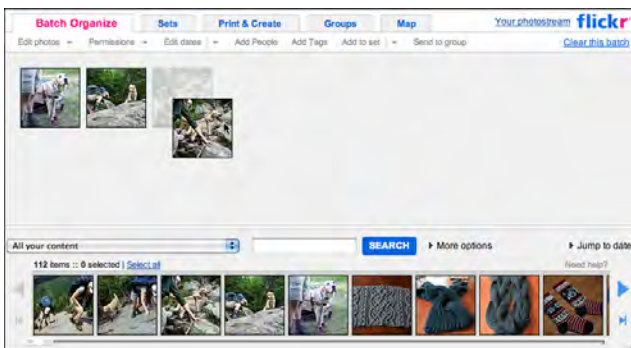 Batch Organize Sets Print & Create Groups Map Your photostream flickr
Edit photos Permissions Edit dates Add People Add Tags Add to set Send to group Clear this batch
All your content SEARCH More options Jump to date
112 items :: 0 selected | Select all Need help?